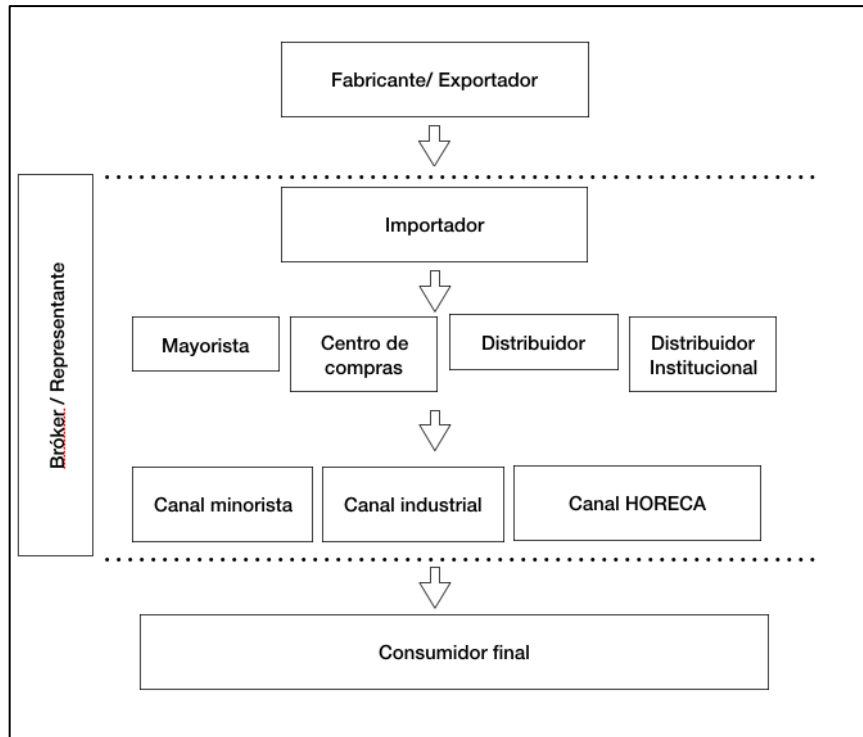 Fabricante/ Exportador
Bróker / Representante
Importador
Mayorista
Centro de
compras
Distribuidor
Distribuidor
Institucional
Canal minorista
Canal industrial
Canal HORECA
Consumidor final